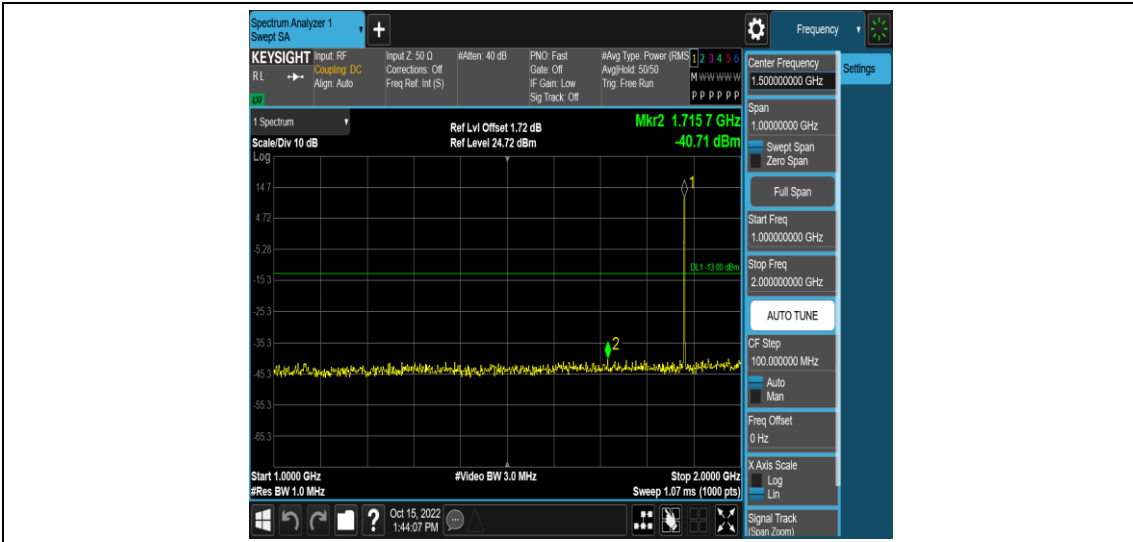 Spectrum Analyzer 1
Swept SA
+
Frequency
KEYSIGHT
RL
LXI
Input: RF
Coupling: DC
Align: Auto
Input Z: 50 Ω
Corrections: Off
Freq Ref: Int (S)
#Atten: 40 dB
PNO: Fast
Gate: Off
IF Gain: Low
Sig Track: Off
#Avg Type: Power (RMS
Avg|Hold: 50/50
Trig: Free Run
1 2 3 4 5 6
M W W W W W
P P P P P P
1 Spectrum
Scale/Div 10 dB
Log
Ref Lvl Offset 1.72 dB
Ref Level 24.72 dBm
Mkr2 1.715 7 GHz
-40.71 dBm
14.7
4.72
-5.28
-15.3
-25.3
-35.3
-45.3
-55.3
-65.3
1
DL1 -13.00 dBm
2
Start 1.0000 GHz
#Res BW 1.0 MHz
#Video BW 3.0 MHz
Stop 2.0000 GHz
Sweep 1.07 ms (1000 pts)
Center Frequency
1.500000000 GHz
Span
1.00000000 GHz
Swept Span
Zero Span
Full Span
Start Freq
1.000000000 GHz
Stop Freq
2.000000000 GHz
AUTO TUNE
CF Step
100.000000 MHz
Auto
Man
Freq Offset
0 Hz
X Axis Scale
Log
Lin
Signal Track
(Span Zoom)
Settings
?
Oct 15, 2022
1:44:07 PM